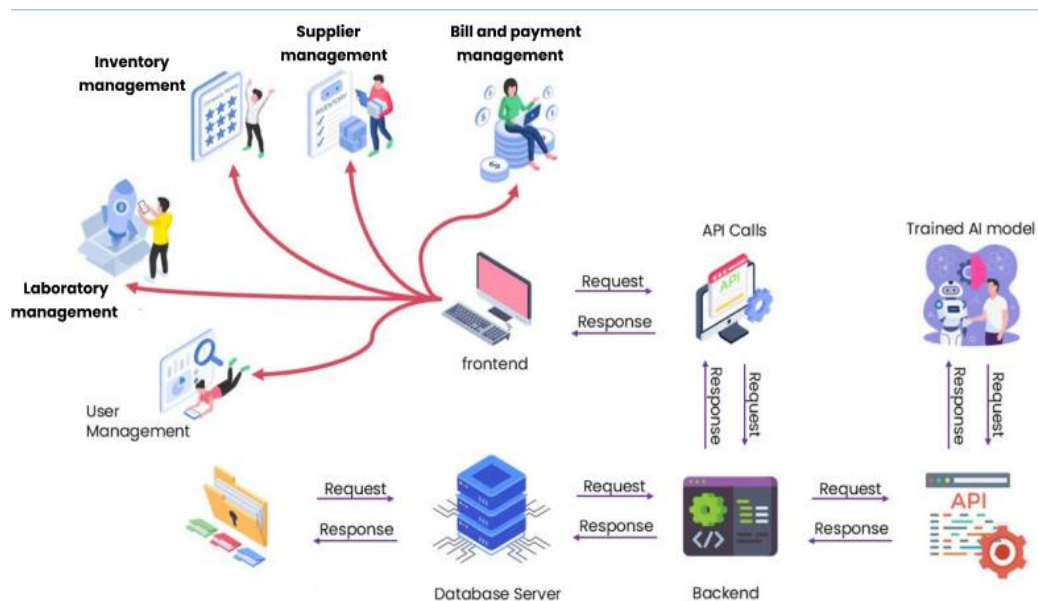 Supplier
management
Bill and payment
management
Inventory
management
INVENTORY
API Calls
Trained AI model
API
Request
Response
Laboratory
management
frontend
Response
Request
Response
Request
User
Management
Request
Response
Request
Response
Request
Response
API
Database Server
Backend